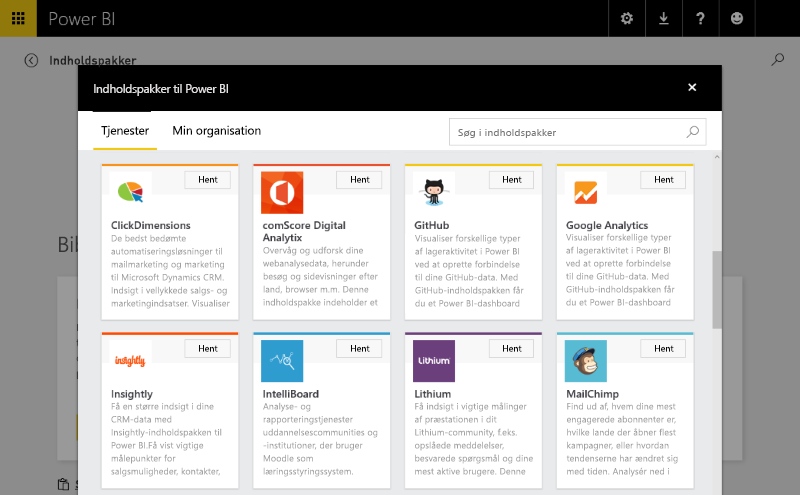 Power BI
Indholdspakker
Indholdspakker til Power BI
Tjenester
Min organisation
Søg i indholdspakker
Hent
ClickDimensions
De bedst bedømte
automatiseringsløsninger til
mailmarketing og marketing
til Microsoft Dynamics CRM.
Indsigt i vellykkede salgs- og
marketingindsatser. Visualiser
Hent
comScore Digital
Analytix
Overvåg og udforsk dine
webanalysedata, herunder
besøg og sidevisninger efter
land, browser m.m. Denne
indholdspakke indeholder et
Hent
GitHub
Visualiser forskellige typer
af lageraktivitet i Power BI
ved at oprette forbindelse
til dine GitHub-data. Med
GitHub-indholdspakken får
du et Power BI-dashboard
Hent
Google Analytics
Visualiser forskellige typer
af lageraktivitet i Power BI
ved at oprette forbindelse
til dine GitHub-data. Med
GitHub-indholdspakken får
du et Power BI-dashboard
insightly
Hent
Insightly
Få en større indsigt i dine
CRM-data med
Insightly-indholdspakken til
Power BI.Få vist vigtige
målepunkter for
salgsmuligheder, kontakter,
Hent
IntelliBoard
Analyse- og
rapporteringstjenester
uddannelsescommunities og
-institutioner, der bruger
Moodle som
læringsstyringssystem.
Lithium
Hent
Lithium
Få indsigt i vigtige målinger
af præstationen i dit
Lithium-community, f.eks.
opslåede meddelelser,
besvarede spørgsmål og dine
mest aktive brugere. Denne
Hent
MailChimp
Find ud af, hvem dine mest
engagerede abonnenter er,
hvilke lande der åbner flest
kampagner, eller hvordan
tendenserne har ændret sig
med tiden. Analysér ned i
Bib